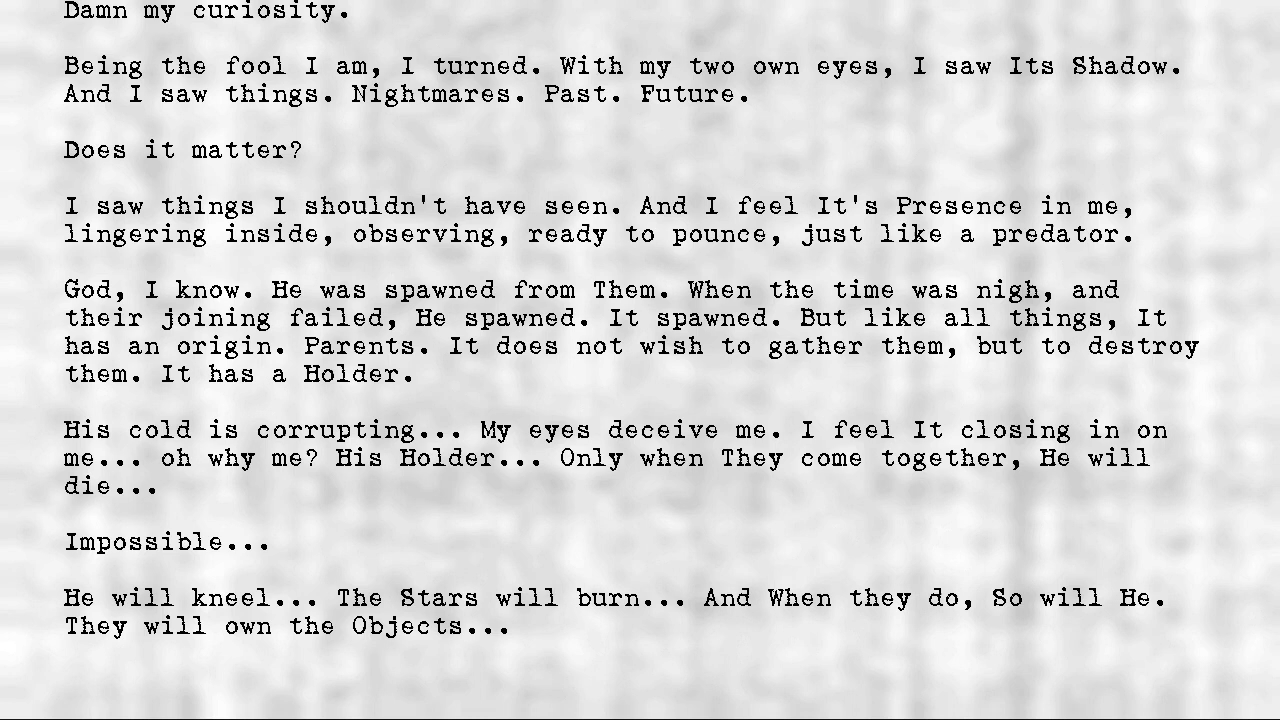 Damn my curiosity.
Being the fool I am, I turned. With my two own eyes, I saw Its Shadow.
And I saw things. Nightmares. Past. Future.
Does it matter?
I saw things I shouldn't have seen. And I feel It's Presence in me,
lingering inside, observing, ready to pounce, just like a predator.
God, I know. He was spawned from Them. When the time was nigh, and
their joining failed, He spawned. It spawned. But like all things, It
has an origin. Parents. It does not wish to gather them, but to destroy
them. It has a Holder.
His cold is corrupting... My eyes deceive me. I feel It closing in on
me... oh why me? His Holder... Only when They come together, He will
die...
Impossible...
He will kneel... The Stars will burn... And When they do, So will He.
They will own the Objects...